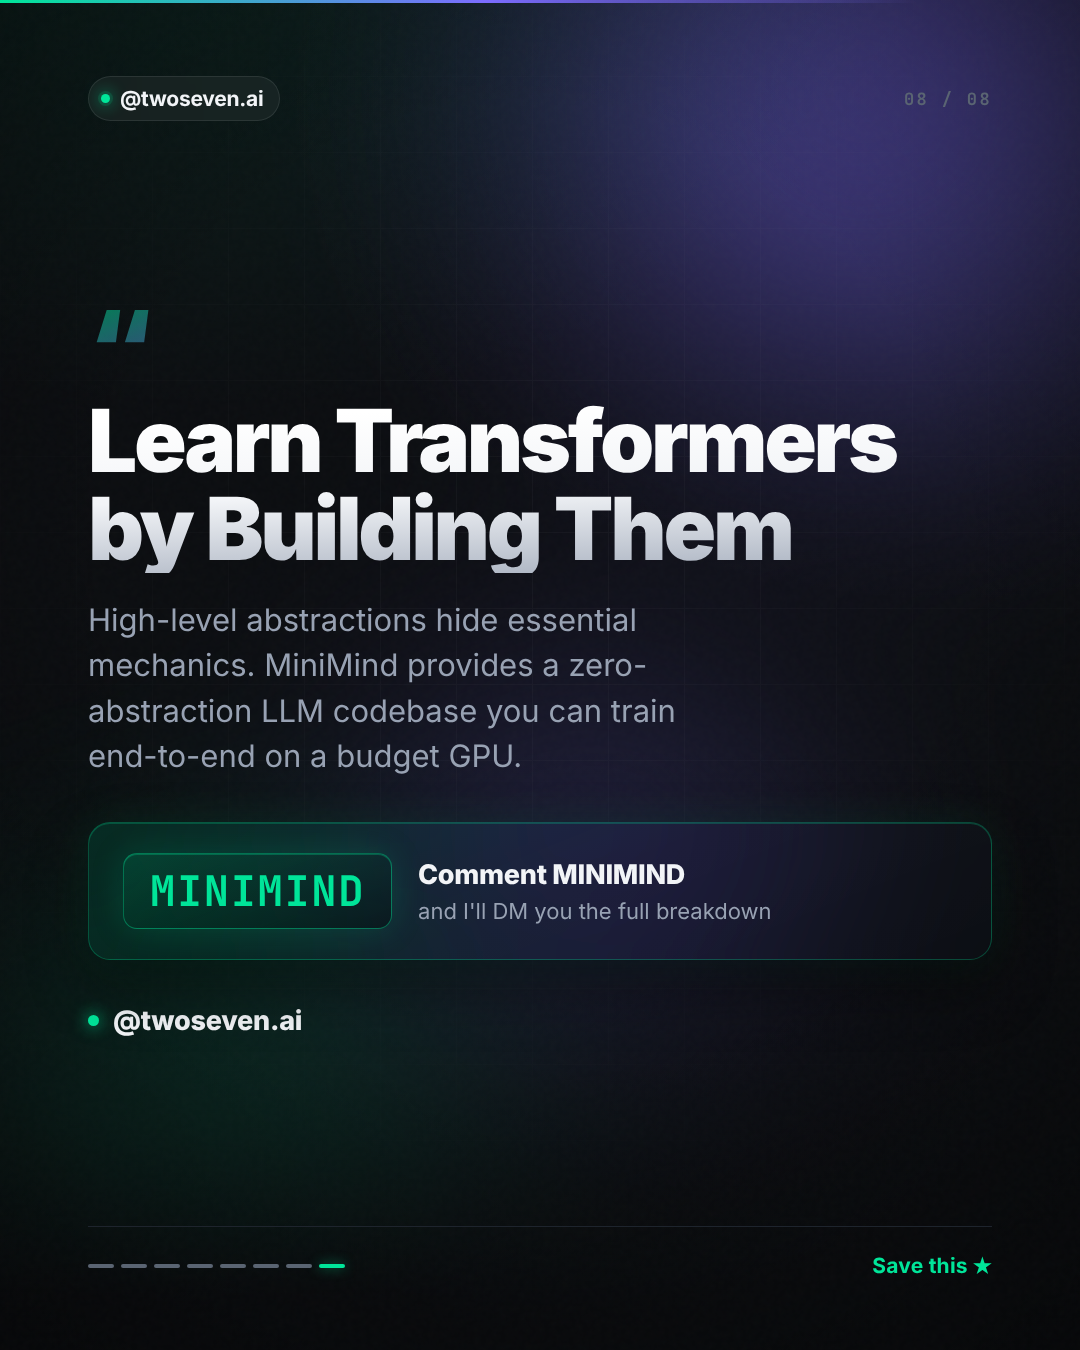 @twoseven.ai
08 / 08
“
Learn Transformers
by Building Them
High-level abstractions hide essential
mechanics. MiniMind provides a zero-
abstraction LLM codebase you can train
end-to-end on a budget GPU.
MINIMIND
Comment MINIMIND
and I'll DM you the full breakdown
@twoseven.ai
Save this ★